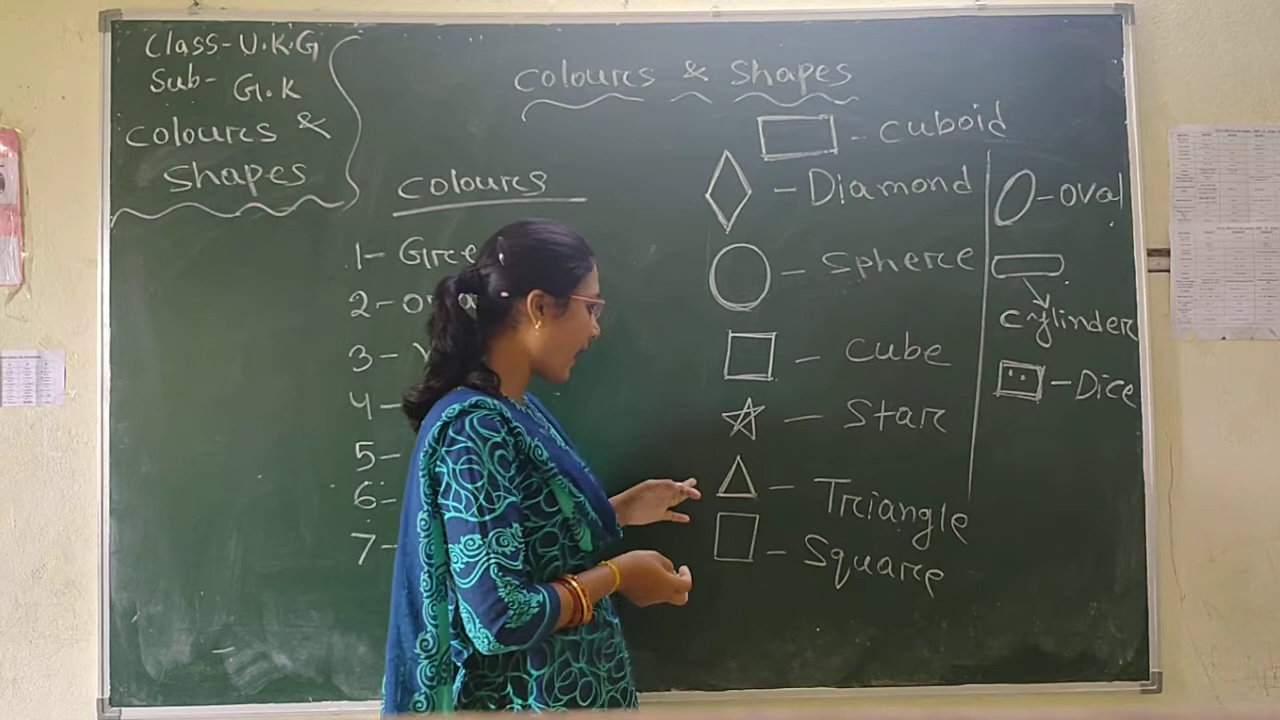 Class- U.K.G
Sub- G.K
Colours &
Shapes
Colours & Shapes
Colours
1-
2-
3-
4-
5-
6-
7-
- Cuboid
- Diamond
- Sphere
- Cube
- Star
- Triangle
- Square
- Oval
Cylinder
- Dice